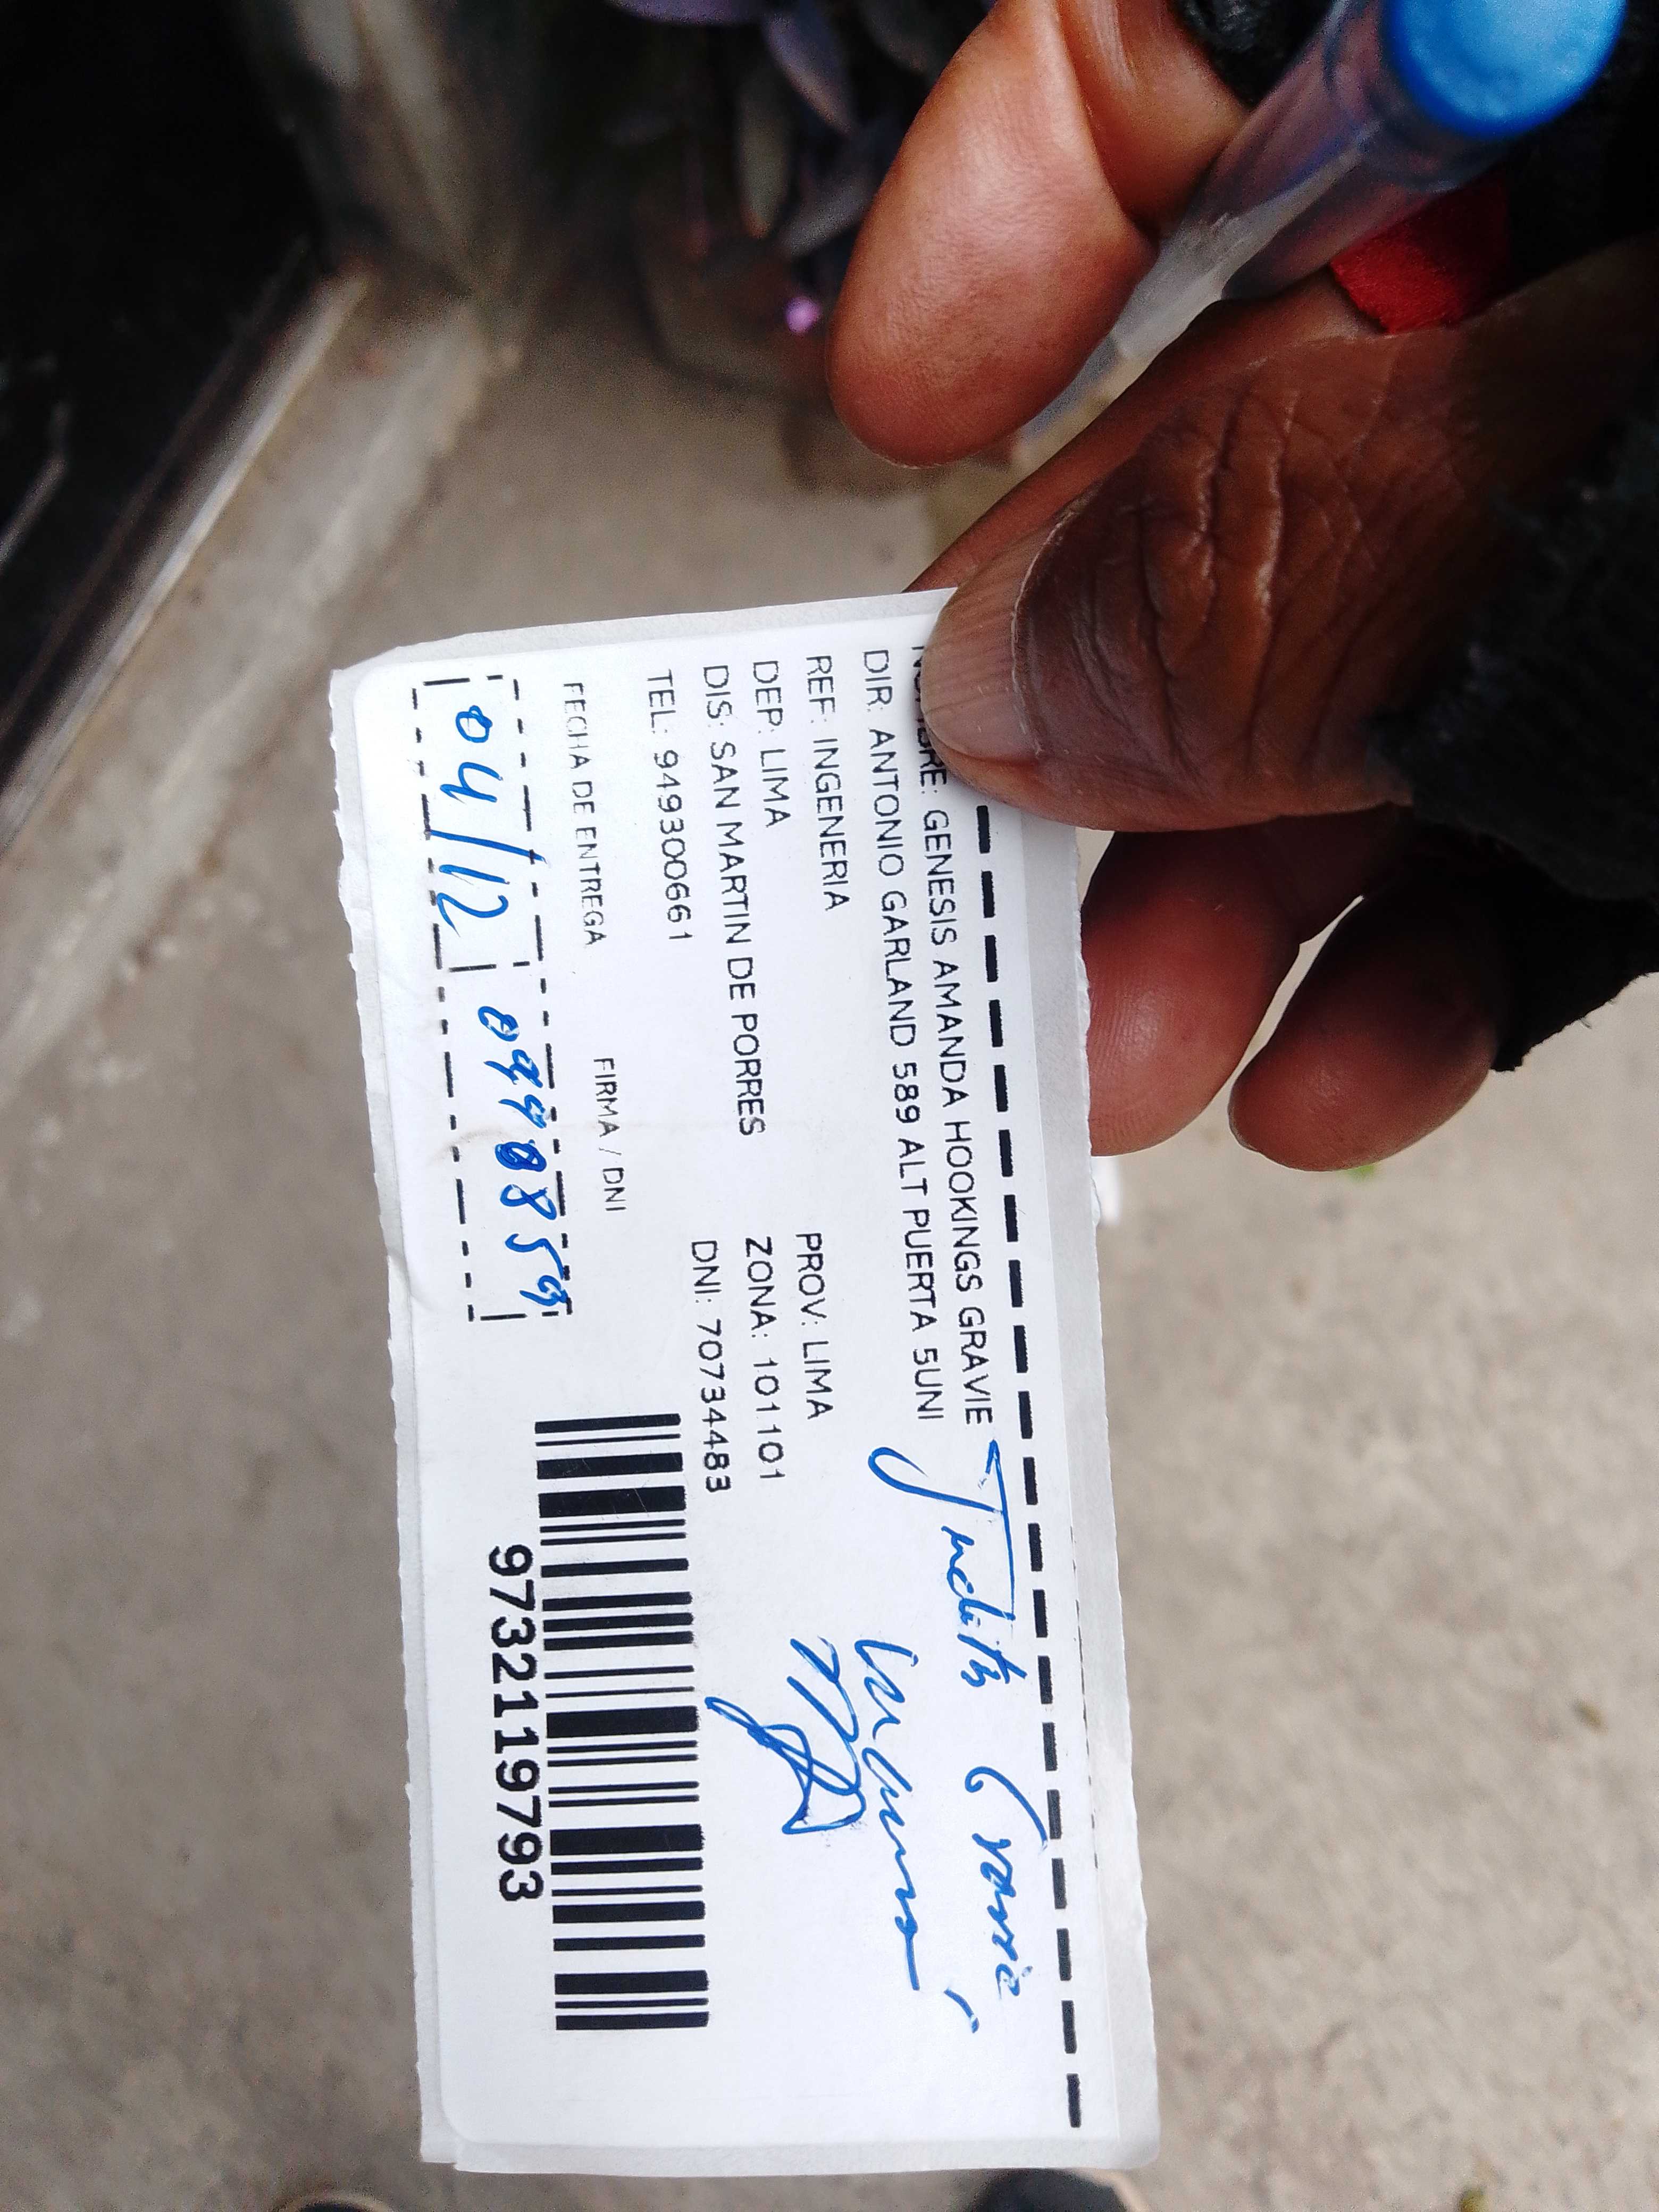 NOMBRE: GENESIS AMANDA HOOKINGS GRAVIE
DIR: ANTONIO GARLAND 589 ALT PUERTA 5UNI
REF: INGENERIA
DEP: LIMA PROV: LIMA
DIS: SAN MARTIN DE PORRES ZONA: 101101
TEL: 949300661 DNI: 70734483
Judith
FECHA DE ENTREGA FIRMA / DNI
04/12
9732119793